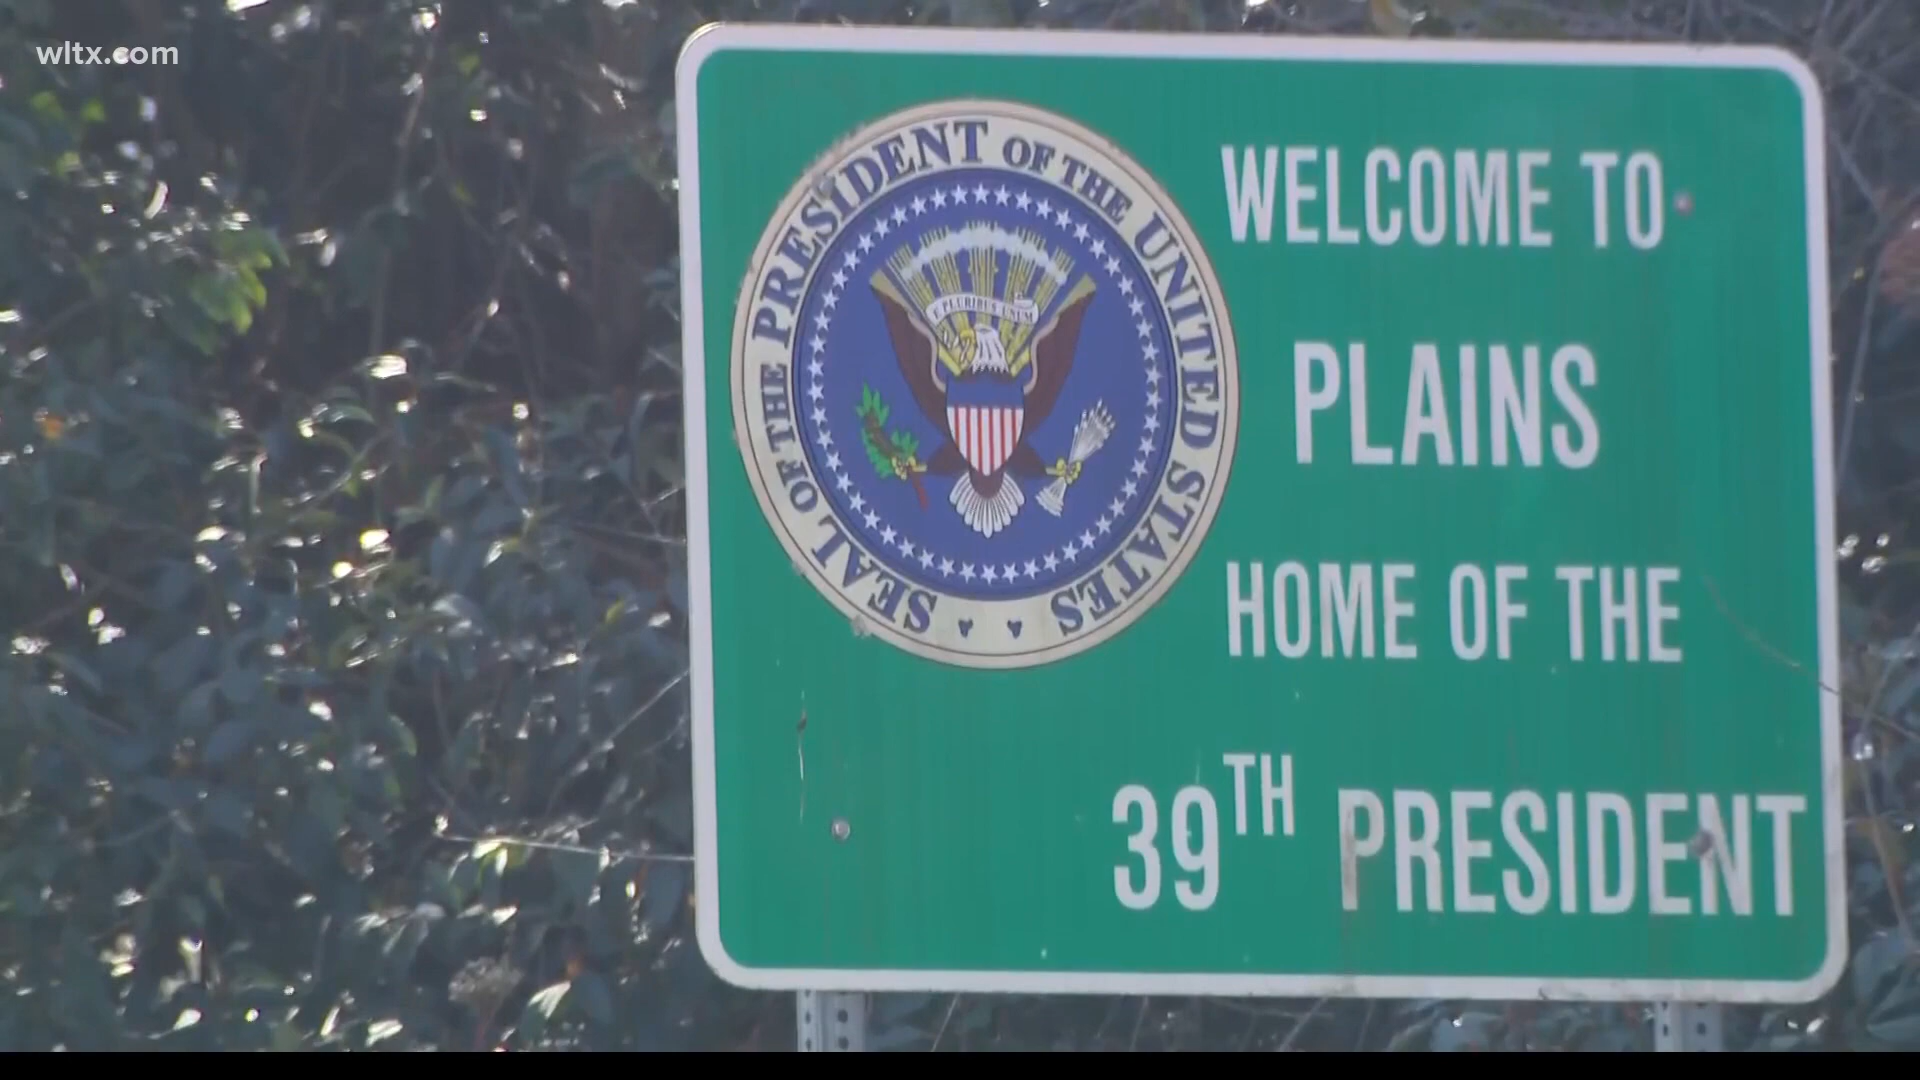 wltx.com
SEAL OF THE PRESIDENT OF THE UNITED STATES
E PLURIBUS UNUM
WELCOME TO
PLAINS
HOME OF THE
39TH PRESIDENT